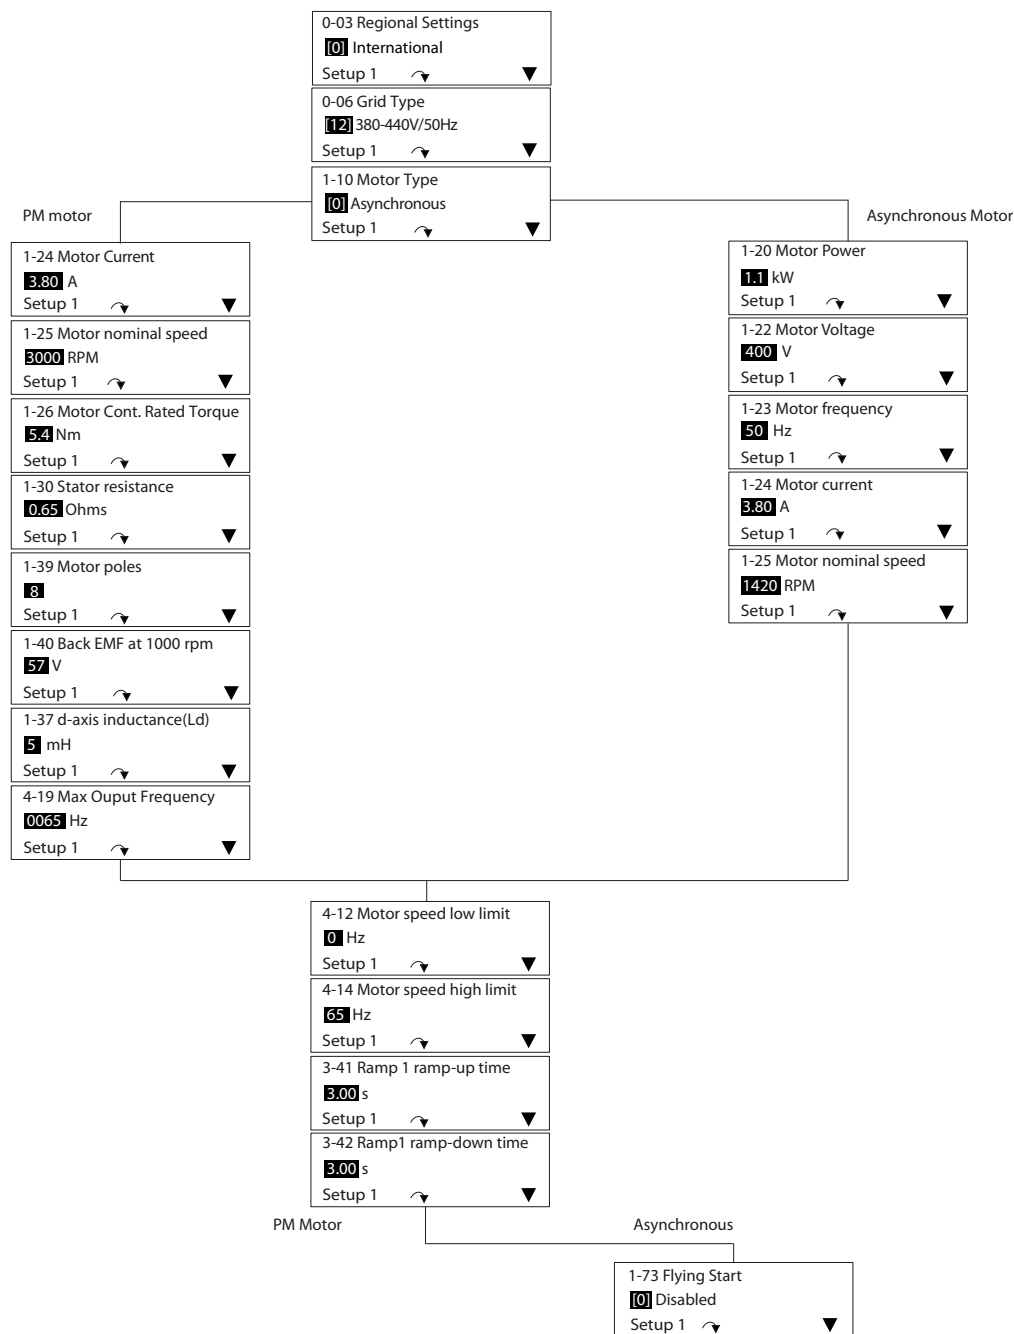 0-03 Regional Settings
[0] International
Setup 1
0-06 Grid Type
[12] 380-440V/50Hz
Setup 1
1-10 Motor Type
[0] Asynchronous
Setup 1
PM motor
1-24 Motor Current
3.80 A
Setup 1
1-25 Motor nominal speed
3000 RPM
Setup 1
1-26 Motor Cont. Rated Torque
5.4 Nm
Setup 1
1-30 Stator resistance
0.65 Ohms
Setup 1
1-39 Motor poles
8
Setup 1
1-40 Back EMF at 1000 rpm
57 V
Setup 1
1-37 d-axis inductance(Ld)
5 mH
Setup 1
4-19 Max Ouput Frequency
0065 Hz
Setup 1
Asynchronous Motor
1-20 Motor Power
1.1 kW
Setup 1
1-22 Motor Voltage
400 V
Setup 1
1-23 Motor frequency
50 Hz
Setup 1
1-24 Motor current
3.80 A
Setup 1
1-25 Motor nominal speed
1420 RPM
Setup 1
4-12 Motor speed low limit
0 Hz
Setup 1
4-14 Motor speed high limit
65 Hz
Setup 1
3-41 Ramp 1 ramp-up time
3.00 s
Setup 1
3-42 Ramp1 ramp-down time
3.00 s
Setup 1
PM Motor
Asynchronous
1-73 Flying Start
[0] Disabled
Setup 1